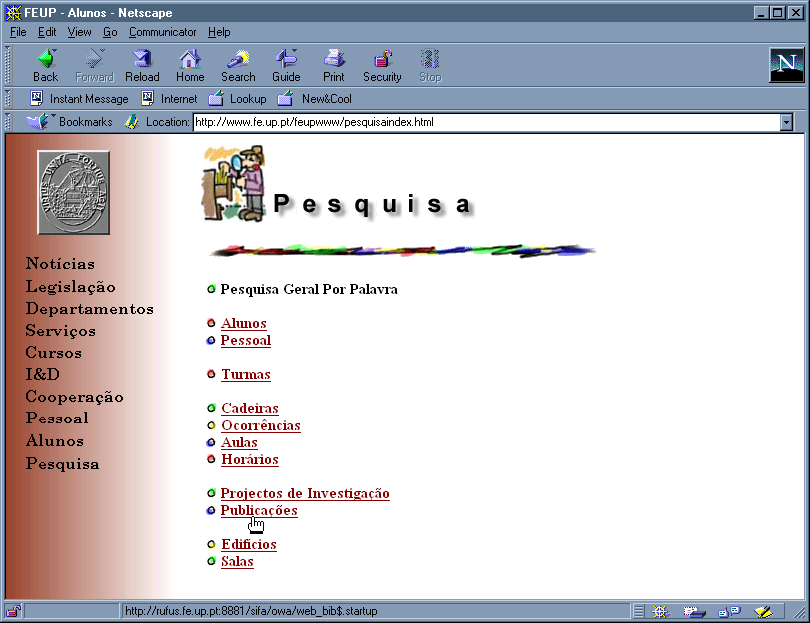 FEUP - Alunos - Netscape
File Edit View Go Communicator Help
Back Forward Reload Home Search Guide Print Security Stop
N
Instant Message Internet Lookup New&Cool
Bookmarks Location: http://www.fe.up.pt/feupwww/pesquisaindex.html
Pesquisa
Notícias
Legislação
Departamentos
Serviços
Cursos
I&D
Cooperação
Pessoal
Alunos
Pesquisa
Pesquisa Geral Por Palavra
Alunos
Pessoal
Turmas
Cadeiras
Ocorrências
Aulas
Horários
Projectos de Investigação
Publicações
Edifícios
Salas
http://rufus.fe.up.pt:8881/sifa/owa/web_bib$.startup